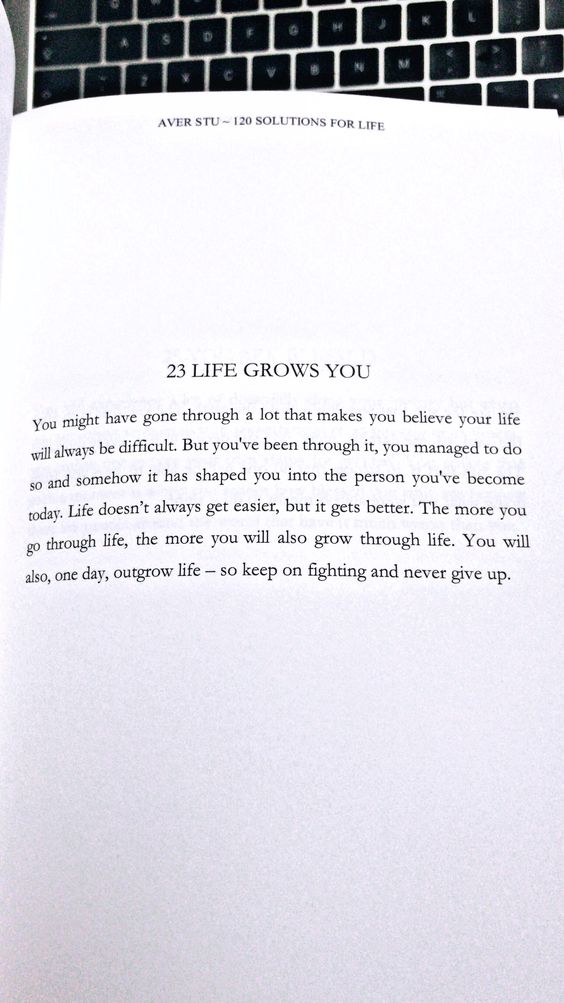 A S D F G H J K L
Z X C V B N M
AVER STU ~ 120 SOLUTIONS FOR LIFE
23 LIFE GROWS YOU
You might have gone through a lot that makes you believe your life
will always be difficult. But you've been through it, you managed to do
so and somehow it has shaped you into the person you've become
today. Life doesn’t always get easier, but it gets better. The more you
go through life, the more you will also grow through life. You will
also, one day, outgrow life – so keep on fighting and never give up.